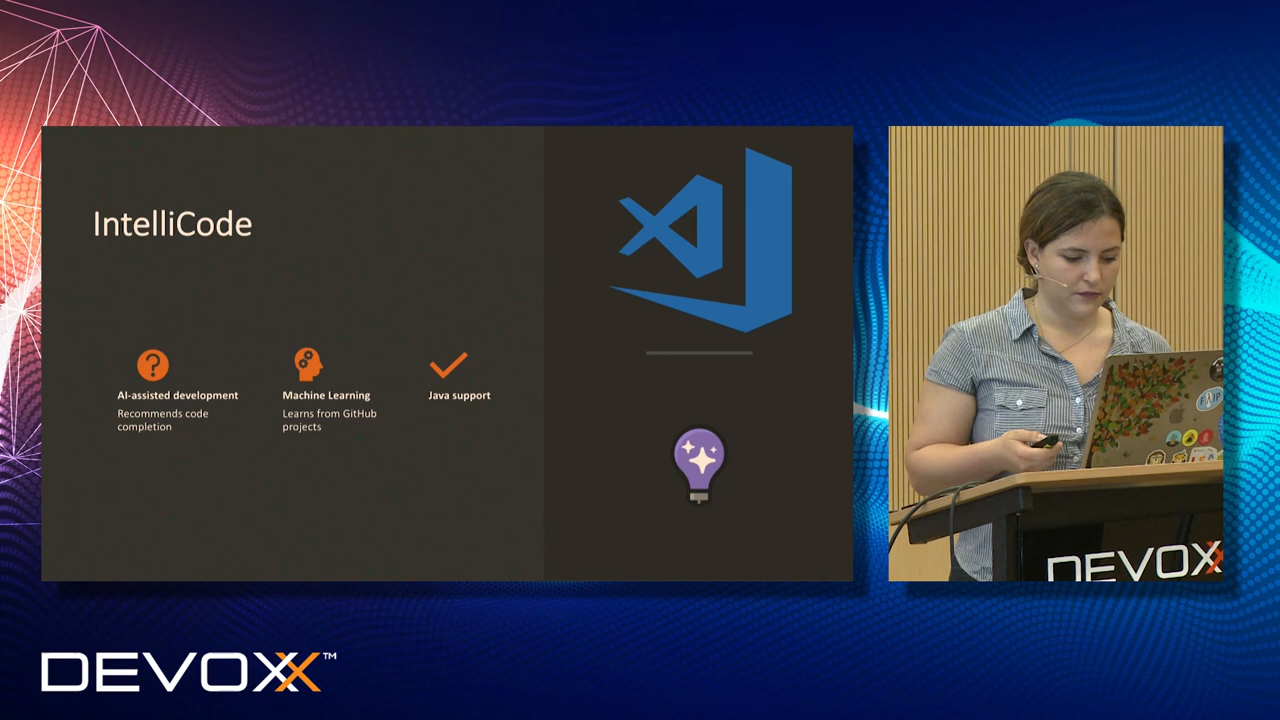 IntelliCode
AI-assisted development
Recommends code
completion
Machine Learning
Learns from GitHub
projects
Java support
DEVOXX
DEVOXX™